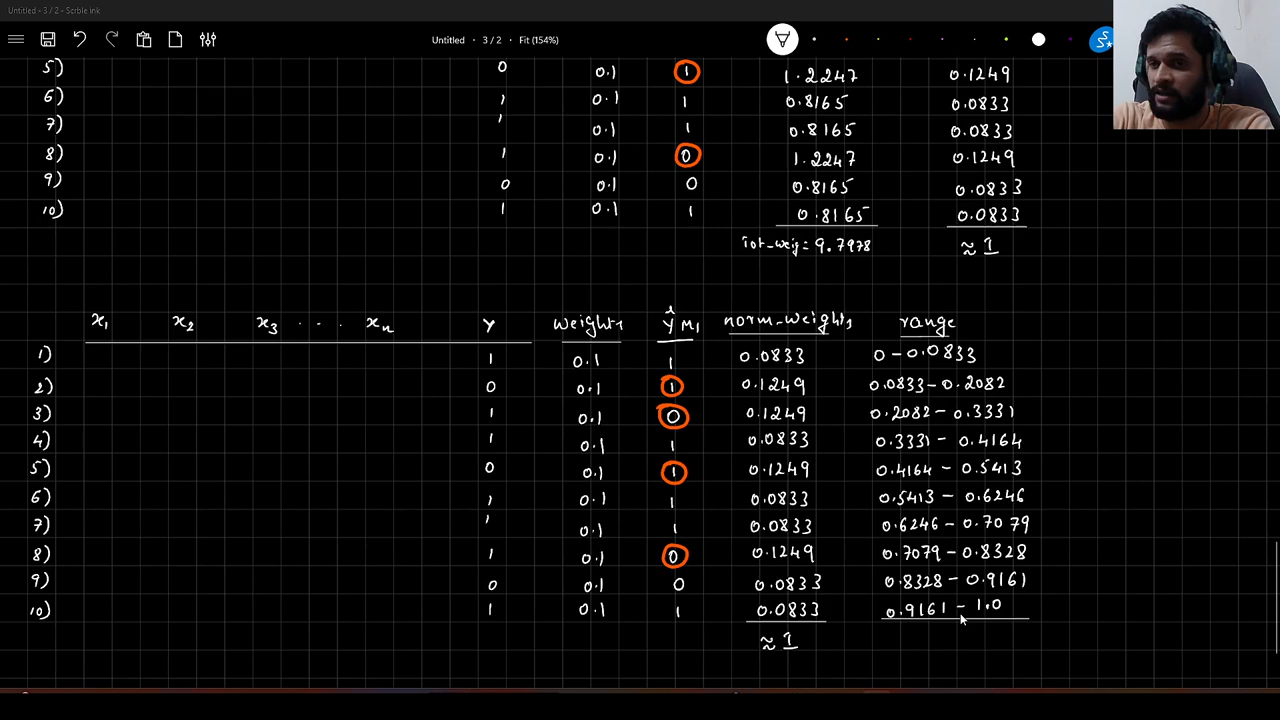 Untitled - 3 / 2 - Scrble ink
Untitled • 3 / 2 • Fit (154%)
5) 0 0.1 1 1.2247 0.1249
6) 1 0.1 1 0.8165 0.0833
7) 1 0.1 1 0.8165 0.0833
8) 1 0.1 0 1.2247 0.1249
9) 0 0.1 0 0.8165 0.0833
10) 1 0.1 1 0.8165 0.0833
Tot-weig = 9.7978 ≈ 1
x₁ x₂ x₃ . . . xn Y weights Ŷ M₁ norm-weights range
1) 1 0.1 1 0.0833 0 - 0.0833
2) 0 0.1 1 0.1249 0.0833 - 0.2082
3) 1 0.1 0 0.1249 0.2082 - 0.3331
4) 1 0.1 1 0.0833 0.3331 - 0.4164
5) 0 0.1 1 0.1249 0.4164 - 0.5413
6) 1 0.1 1 0.0833 0.5413 - 0.6246
7) 1 0.1 1 0.0833 0.6246 - 0.7079
8) 1 0.1 0 0.1249 0.7079 - 0.8328
9) 0 0.1 0 0.0833 0.8328 - 0.9161
10) 1 0.1 1 0.0833 0.9161 - 1.0
≈ 1